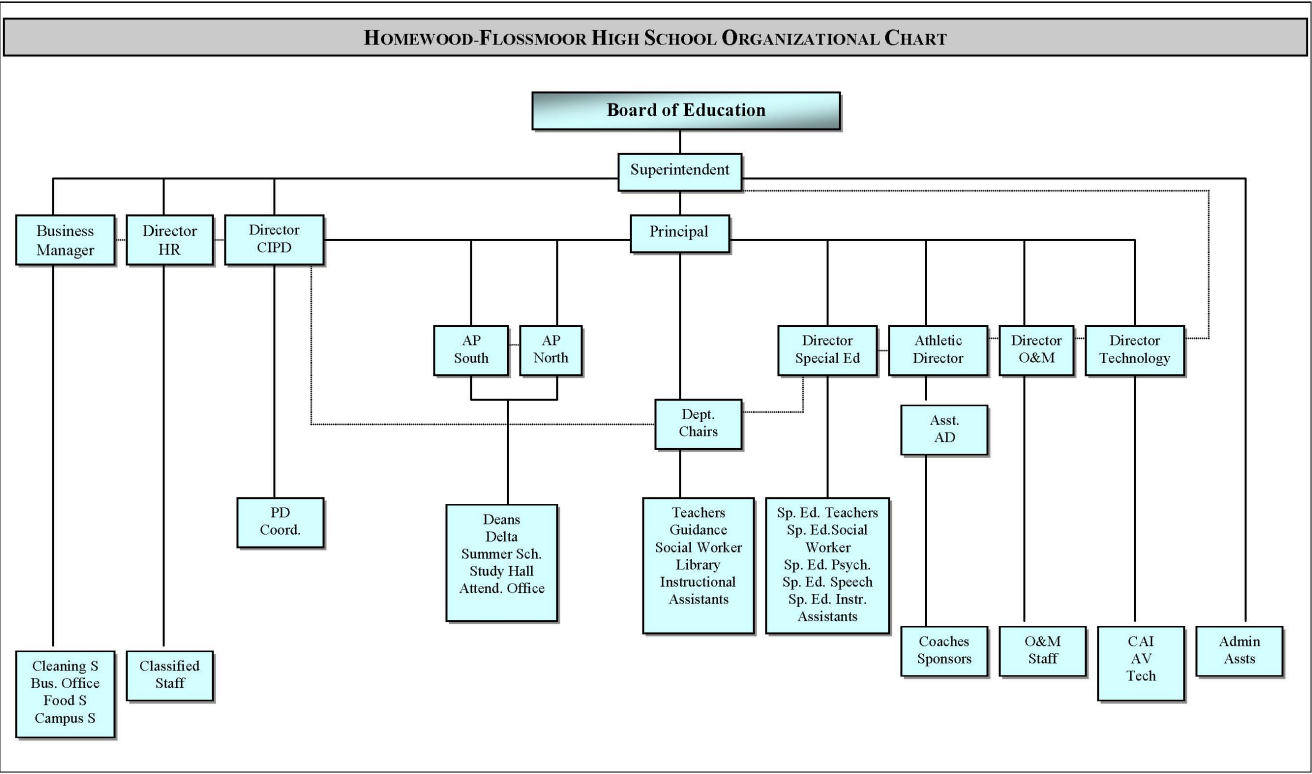 HOMEWOOD-FLOSSMOOR HIGH SCHOOL ORGANIZATIONAL CHART
Board of Education
Superintendent
Business
Manager
Director
HR
Director
CIPD
Principal
AP
South
AP
North
Director
Special Ed
Athletic
Director
Director
O&M
Director
Technology
Dept.
Chairs
Asst.
AD
PD
Coord.
Deans
Delta
Summer Sch.
Study Hall
Attend. Office
Teachers
Guidance
Social Worker
Library
Instructional
Assistants
Sp. Ed. Teachers
Sp. Ed.Social
Worker
Sp. Ed. Psych.
Sp. Ed. Speech
Sp. Ed. Instr.
Assistants
Cleaning S
Bus. Office
Food S
Campus S
Classified
Staff
Coaches
Sponsors
O&M
Staff
CAI
AV
Tech
Admin
Assts